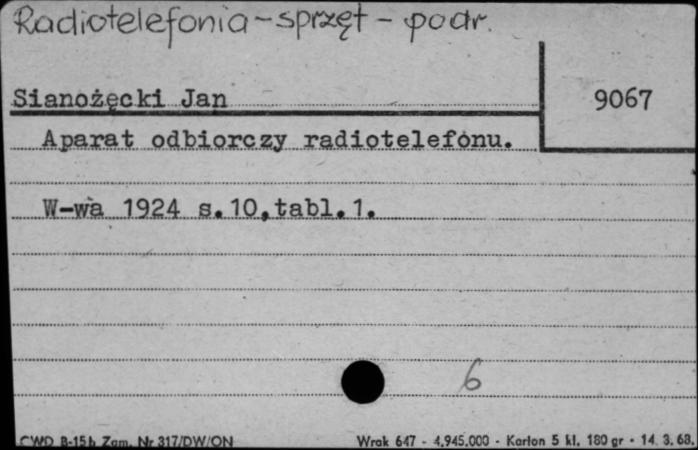 Radiotelefonia - sprzęt - podr.
Sianożęcki Jan
9067
Aparat odbiorczy radiotelefonu.
W-wa 1924 s.10,tabl.1.
6
CWD B-15b Zam. Nr 317/DW/ON
Wrak 647 - 4.945.000 - Karton 5 kl. 180 gr - 14. 3. 68.